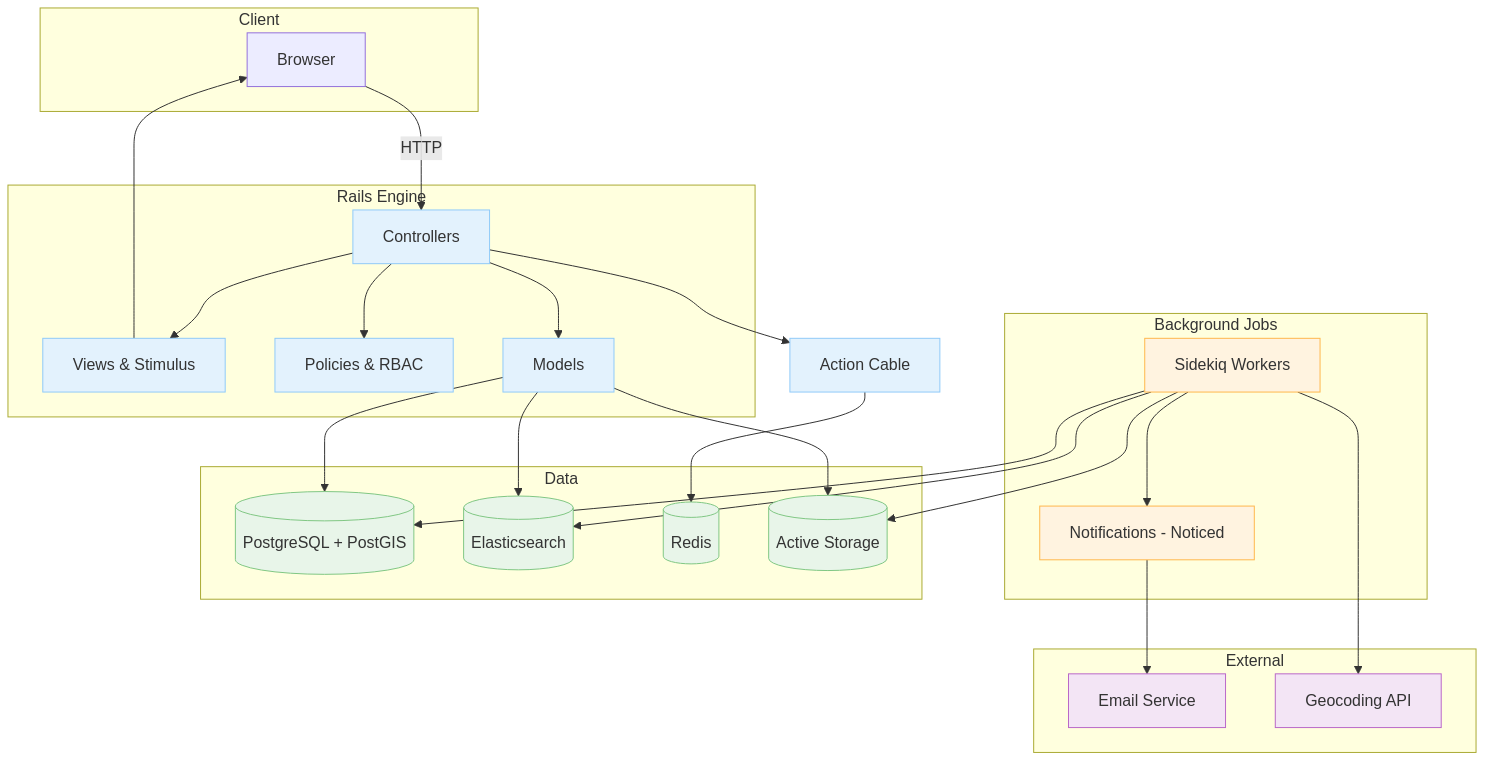 Client
Browser
HTTP
Rails Engine
Controllers
Views & Stimulus
Policies & RBAC
Models
Action Cable
Background Jobs
Sidekiq Workers
Data
PostgreSQL + PostGIS
Elasticsearch
Redis
Active Storage
Notifications - Noticed
External
Email Service
Geocoding API